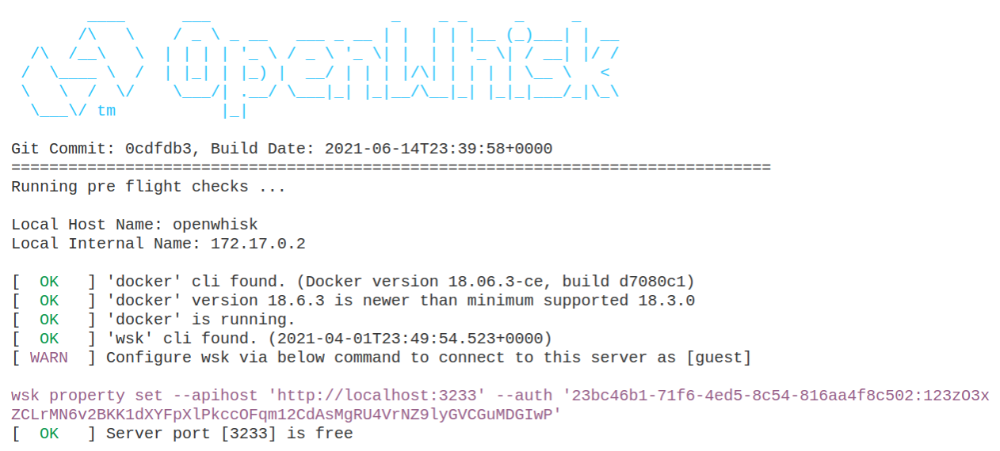 ____      ___                   _    _ _     _     _
        /\   \    / _ \ _ __   ___ _ __ | |  | | |__ (_)___| | __
   /\  /__\   \  | | | | '_ \ / _ \ '_ \| |  | | '_ \| / __| |/ /
  /  \____ \  /  | |_| | |_) |  __/ | | | |/\| | | | | \__ \   <
  \   \  /  \/    \___/| .__/ \___|_| |_|__/\__|_| |_|_|___/_|\_\
   \___\/ tm           |_|
Git Commit: 0cdfdb3, Build Date: 2021-06-14T23:39:58+0000
================================================================================
Running pre flight checks ...
Local Host Name: openwhisk
Local Internal Name: 172.17.0.2
[  OK   ] 'docker' cli found. (Docker version 18.06.3-ce, build d7080c1)
[  OK   ] 'docker' version 18.6.3 is newer than minimum supported 18.3.0
[  OK   ] 'docker' is running.
[  OK   ] 'wsk' cli found. (2021-04-01T23:49:54.523+0000)
[ WARN  ] Configure wsk via below command to connect to this server as [guest]
wsk property set --apihost 'http://localhost:3233' --auth '23bc46b1-71f6-4ed5-8c54-816aa4f8c502:123zO3x
ZCLrMN6v2BKK1dXYFpXlPkccOFqm12CdAsMgRU4VrNZ9lyGVCGuMDGIwP'
[  OK   ] Server port [3233] is free